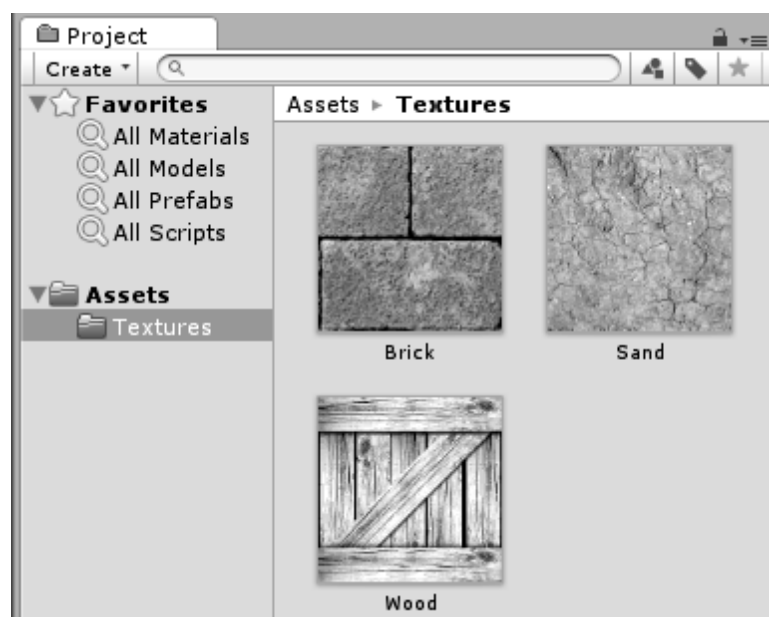 Project
Create
Favorites
All Materials
All Models
All Prefabs
All Scripts
Assets
Textures
Assets ▸ Textures
Brick
Sand
Wood